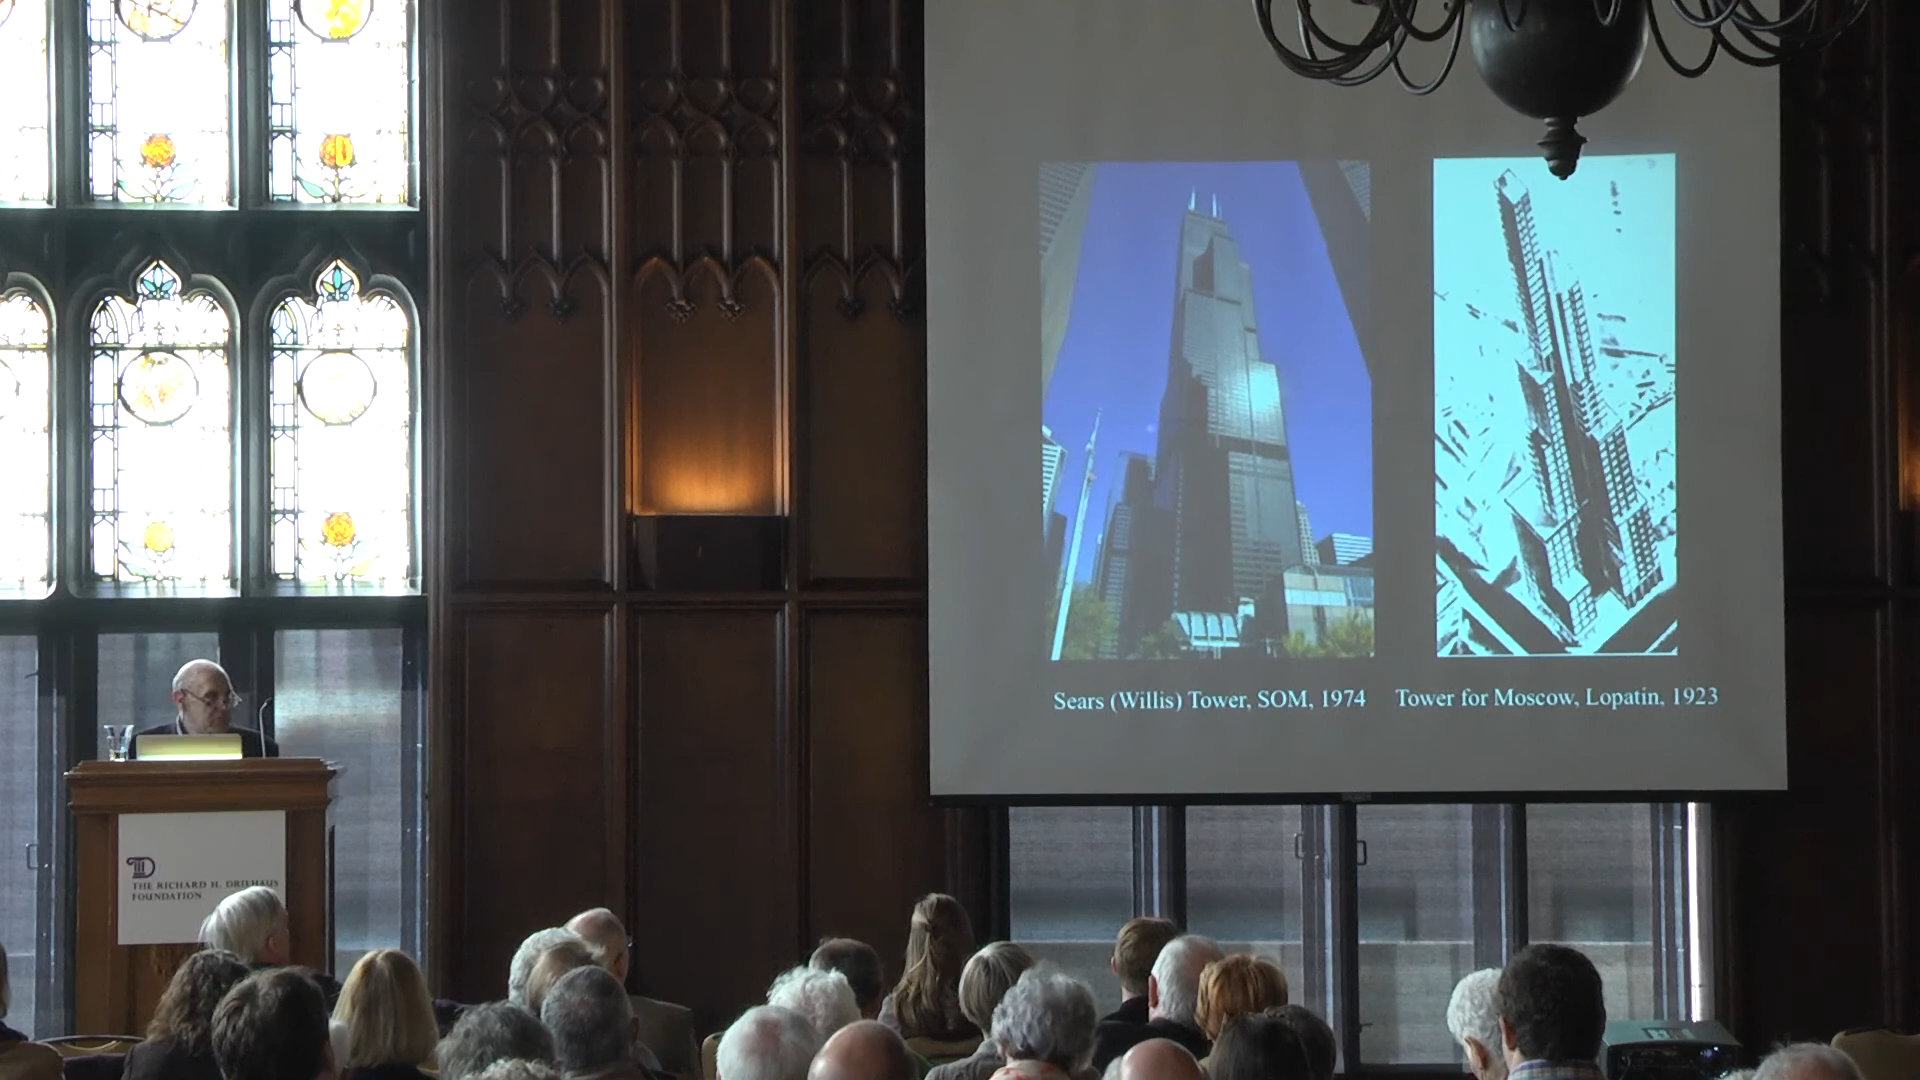 Sears (Willis) Tower, SOM, 1974
Tower for Moscow, Lopatin, 1923
THE RICHARD H. DRIEHAUS
FOUNDATION